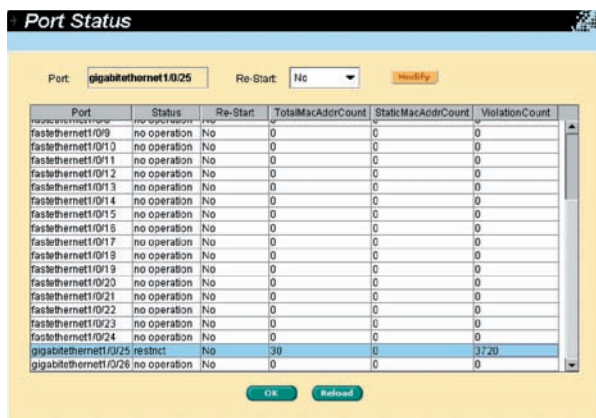 Port Status
Port: gigabitethernet1/0/25 Re-Start: No Modify
Port Status Re-Start TotalMacAddrCount StaticMacAddrCount ViolationCount
fastethernet1/0/9 no operation No 0 0 0
fastethernet1/0/10 no operation No 0 0 0
fastethernet1/0/11 no operation No 0 0 0
fastethernet1/0/12 no operation No 0 0 0
fastethernet1/0/13 no operation No 0 0 0
fastethernet1/0/14 no operation No 0 0 0
fastethernet1/0/15 no operation No 0 0 0
fastethernet1/0/16 no operation No 0 0 0
fastethernet1/0/17 no operation No 0 0 0
fastethernet1/0/18 no operation No 0 0 0
fastethernet1/0/19 no operation No 0 0 0
fastethernet1/0/20 no operation No 0 0 0
fastethernet1/0/21 no operation No 0 0 0
fastethernet1/0/22 no operation No 0 0 0
fastethernet1/0/23 no operation No 0 0 0
fastethernet1/0/24 no operation No 0 0 0
gigabitethernet1/0/25 restrict No 30 0 3720
gigabitethernet1/0/26 no operation No 0 0 0
OK Reload